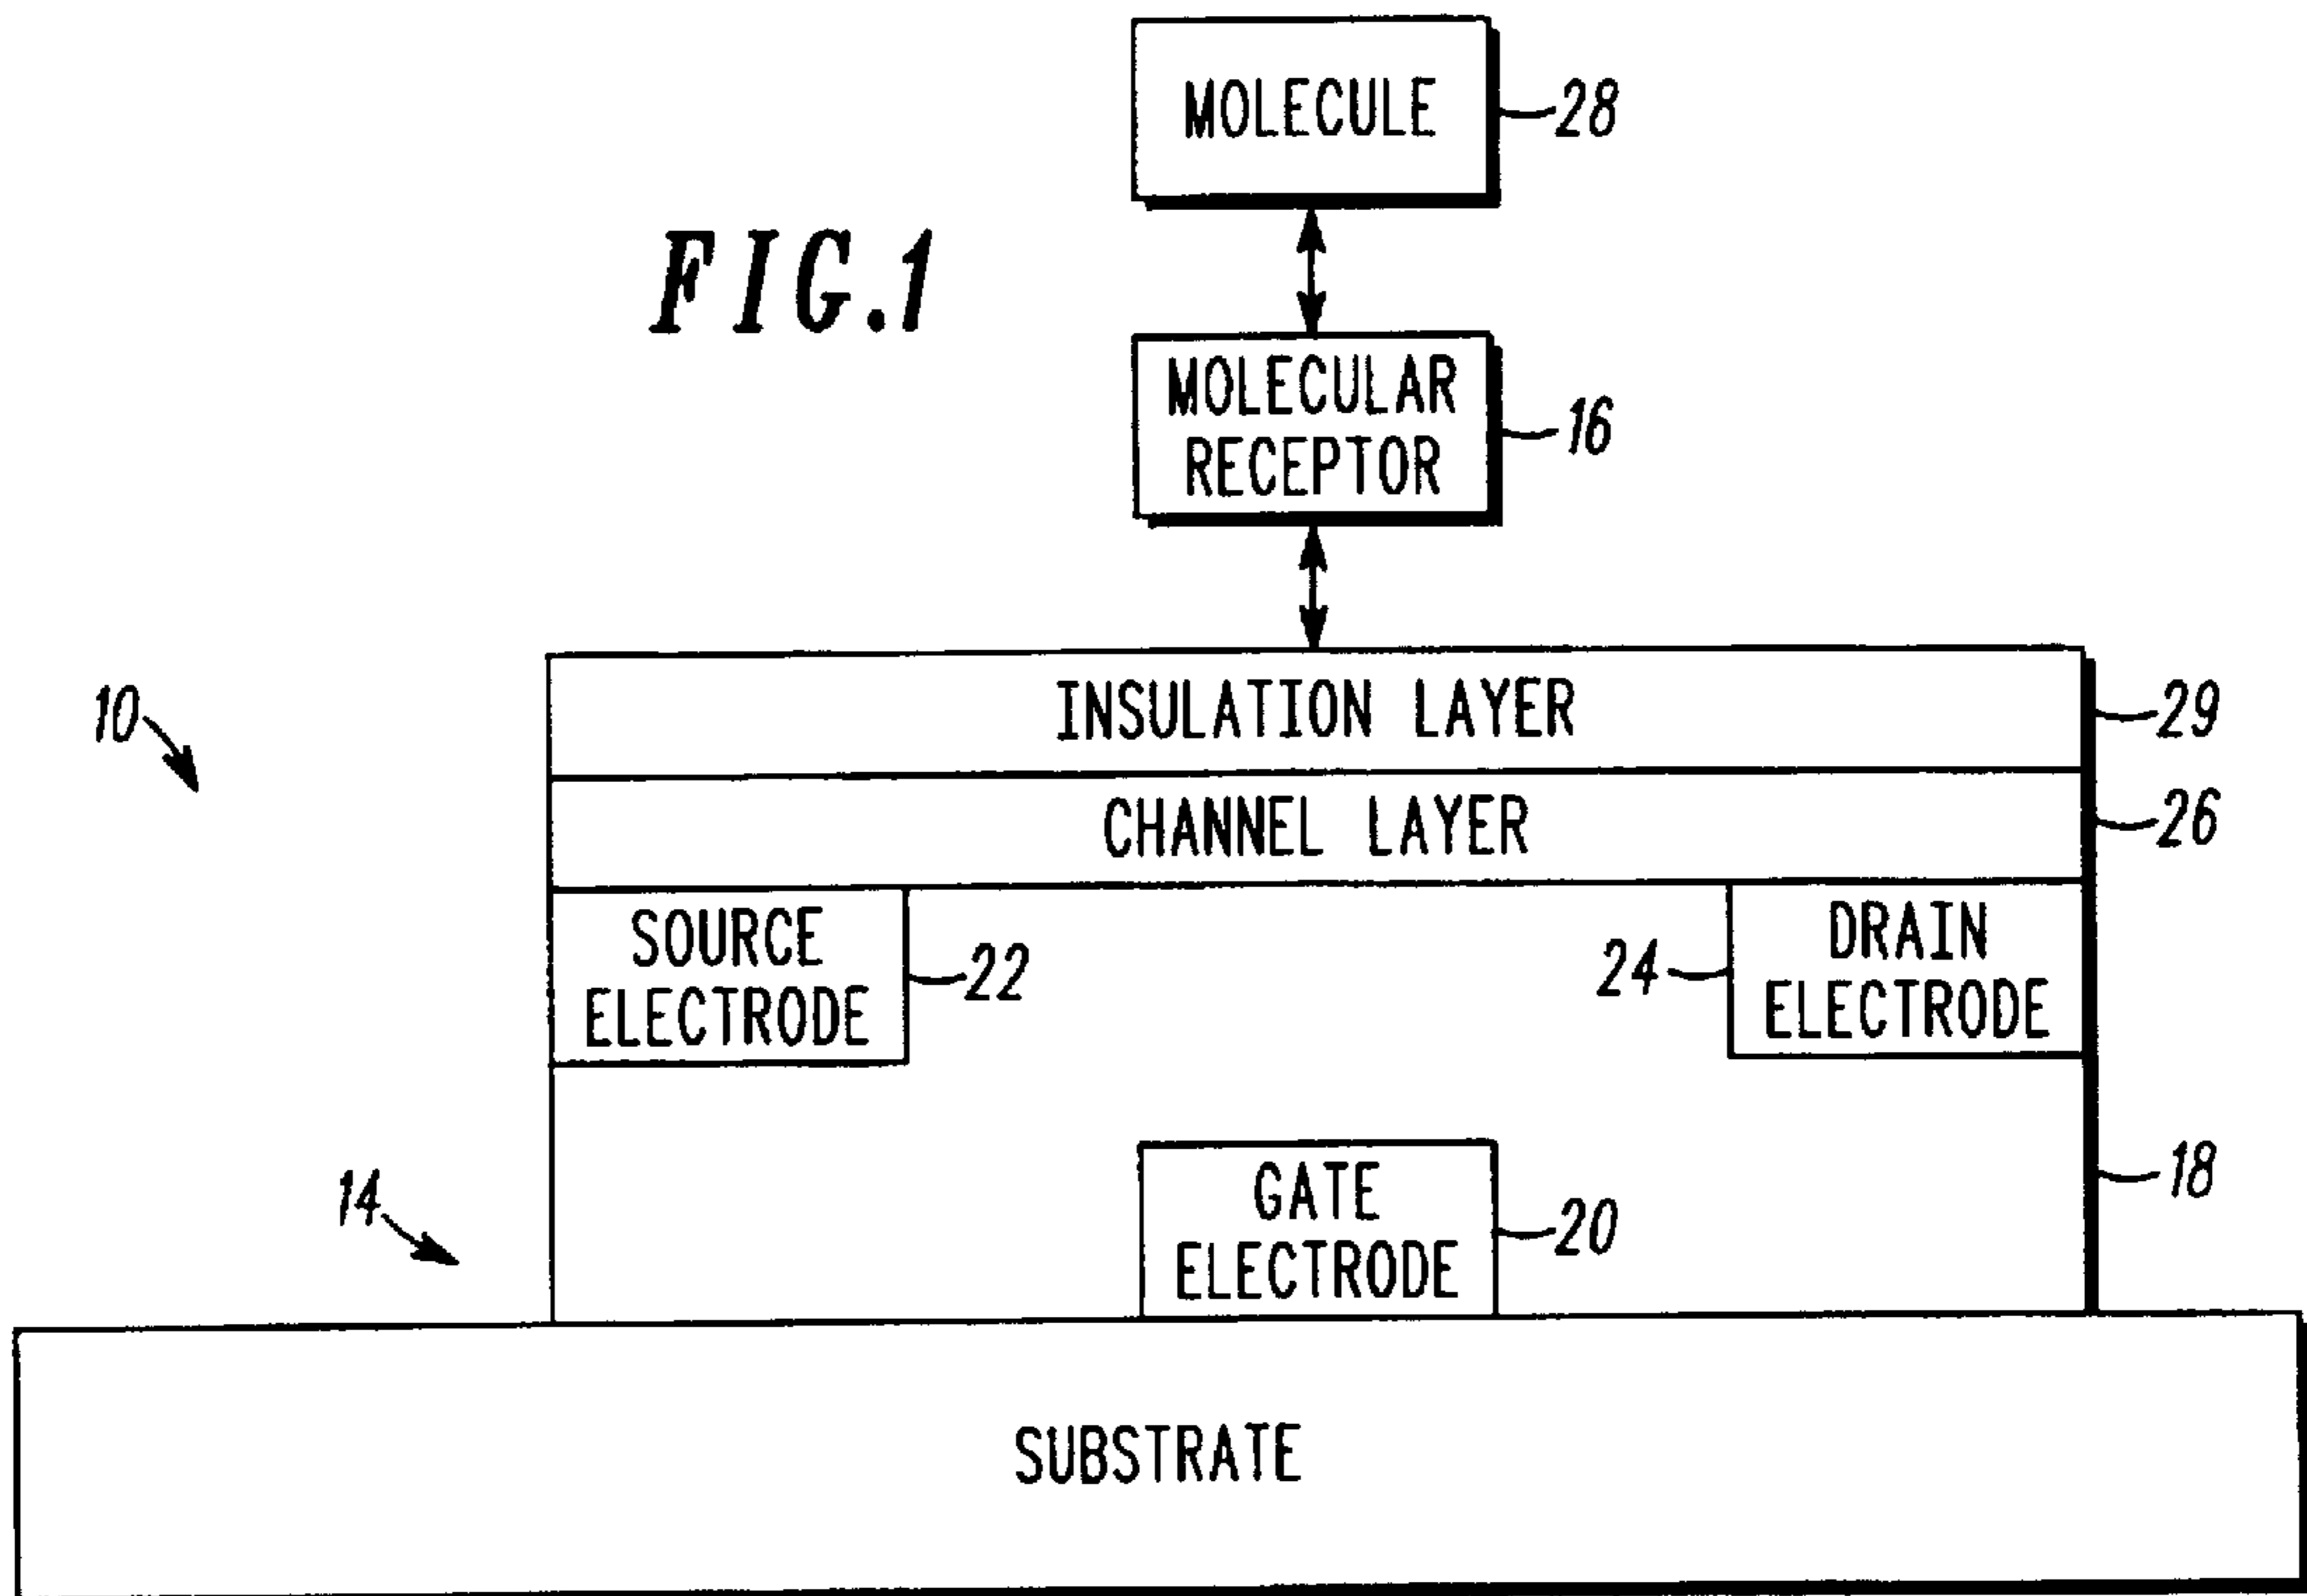 MOLECULE
28
FIG.1
MOLECULAR
RECEPTOR
16
10
INSULATION LAYER
29
CHANNEL LAYER
26
SOURCE
ELECTRODE
22
24
DRAIN
ELECTRODE
14
GATE
ELECTRODE
20
18
SUBSTRATE